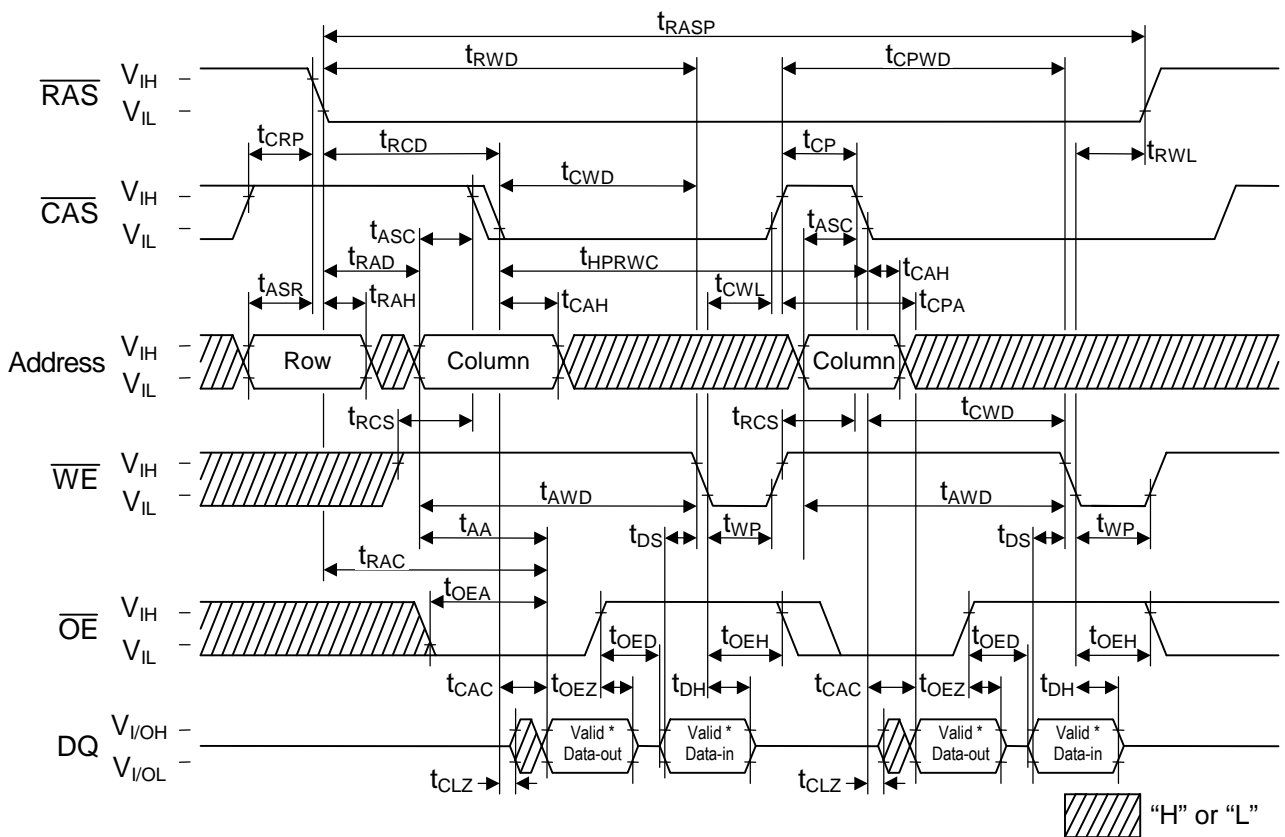 tRASP
tRWD tCPWD
RAS VIH
VIL
tCRP tRCD tCP tRWL
tCWD
CAS VIH
VIL
tASC tASC
tRAD tHPRWC tCAH
tASR tRAH tCAH tCWL tCPA
Address VIH
VIL
Row Column Column
tRCS tRCS tCWD
WE VIH
VIL
tAWD tAWD
tAA tDS tWP tDS tWP
tRAC
tOEA
OE VIH
VIL
tOED tOEH tOED tOEH
tCAC tOEZ tDH tCAC tOEZ tDH
DQ VI/OH
VI/OL
Valid * Valid * Valid * Valid *
Data-out Data-in Data-out Data-in
tCLZ tCLZ
“H” or “L”